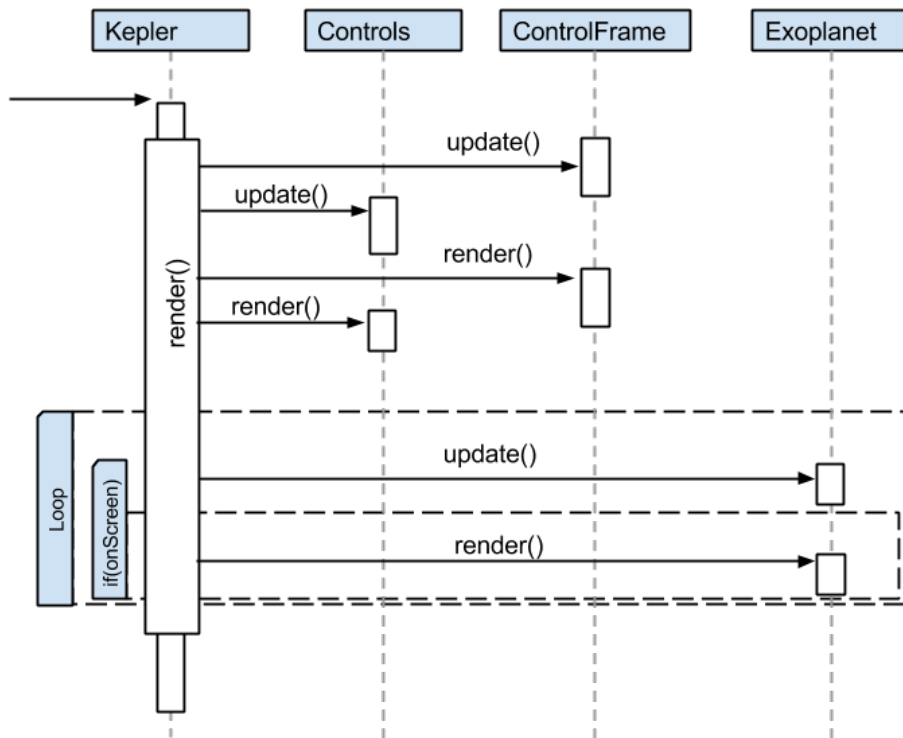 Kepler
Controls
ControlFrame
Exoplanet
update()
update()
render()
render()
render()
Loop
update()
if(onScreen)
render()